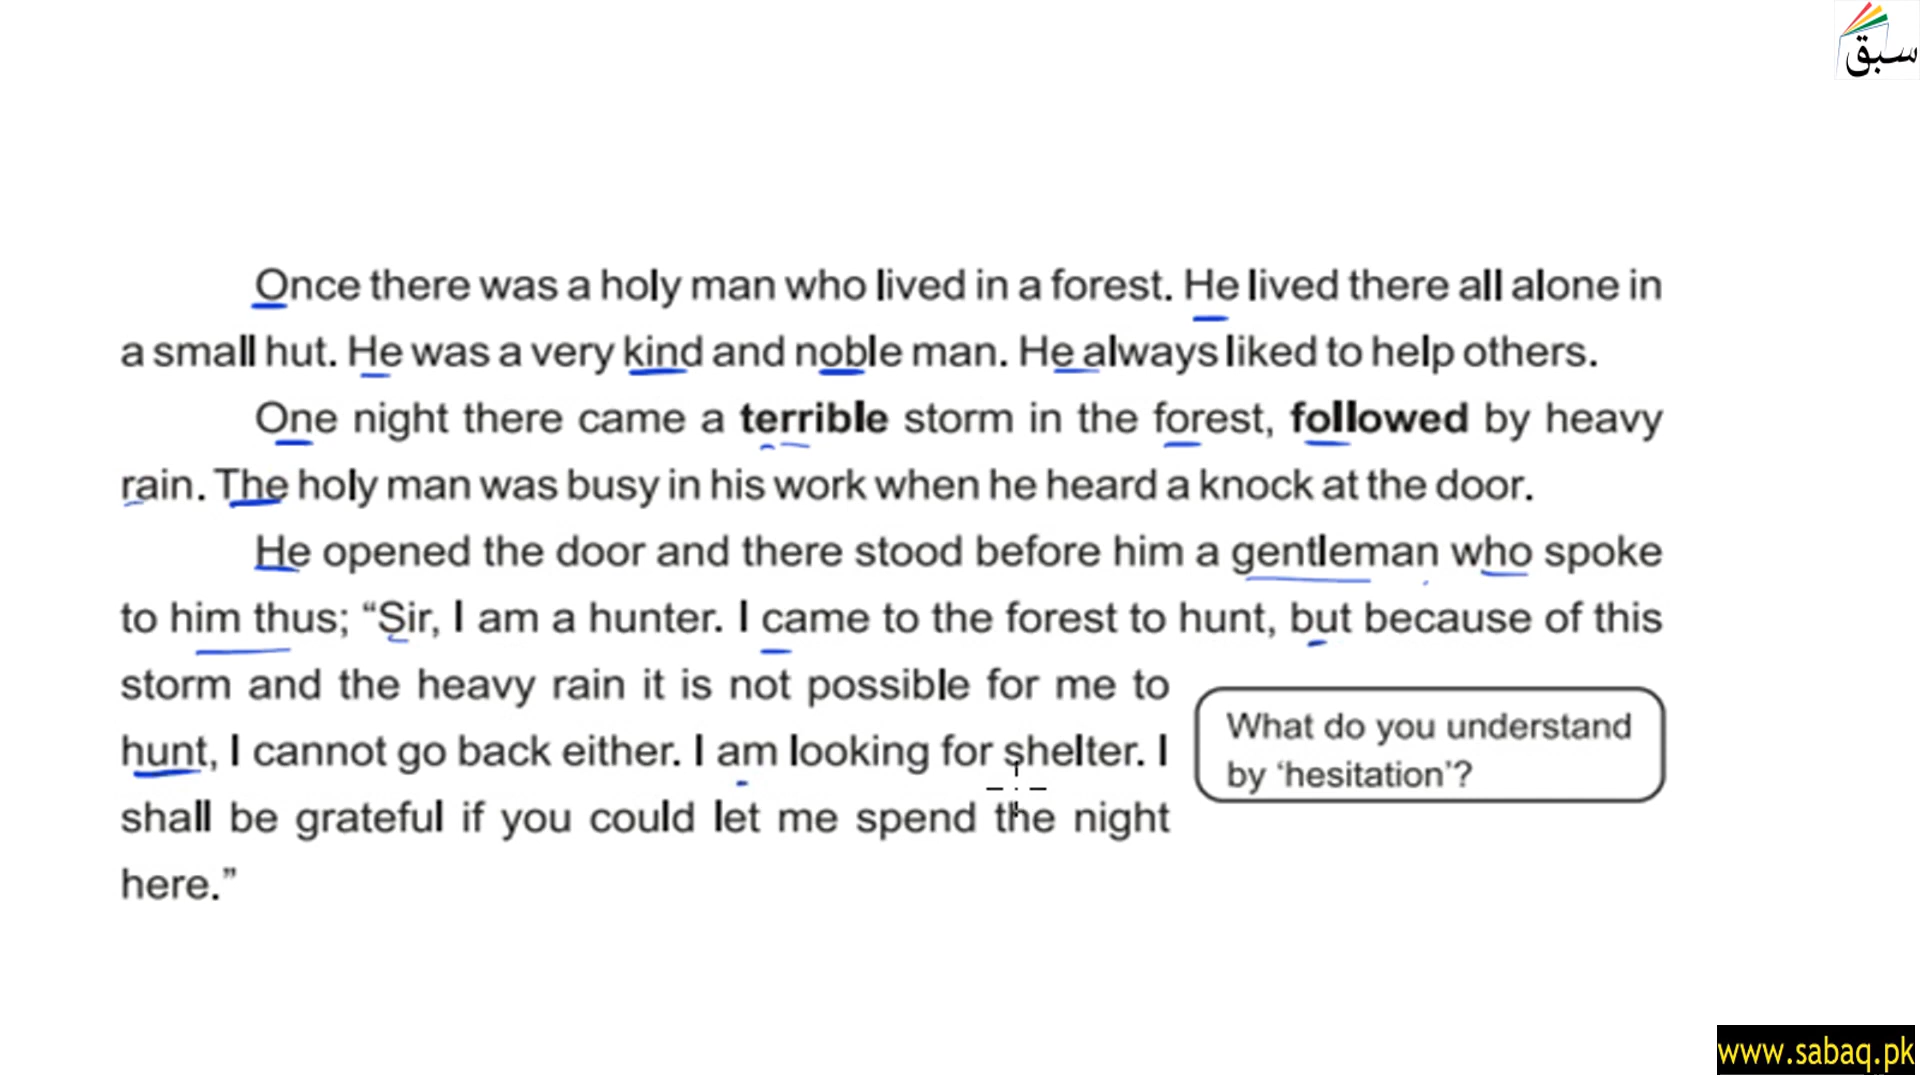 سبق
Once there was a holy man who lived in a forest. He lived there all alone in
a small hut. He was a very kind and noble man. He always liked to help others.
One night there came a terrible storm in the forest, followed by heavy
rain. The holy man was busy in his work when he heard a knock at the door.
He opened the door and there stood before him a gentleman who spoke
to him thus; “Sir, I am a hunter. I came to the forest to hunt, but because of this
storm and the heavy rain it is not possible for me to
hunt, I cannot go back either. I am looking for shelter. I
shall be grateful if you could let me spend the night
here.”
What do you understand
by ‘hesitation’?
www.sabaq.pk